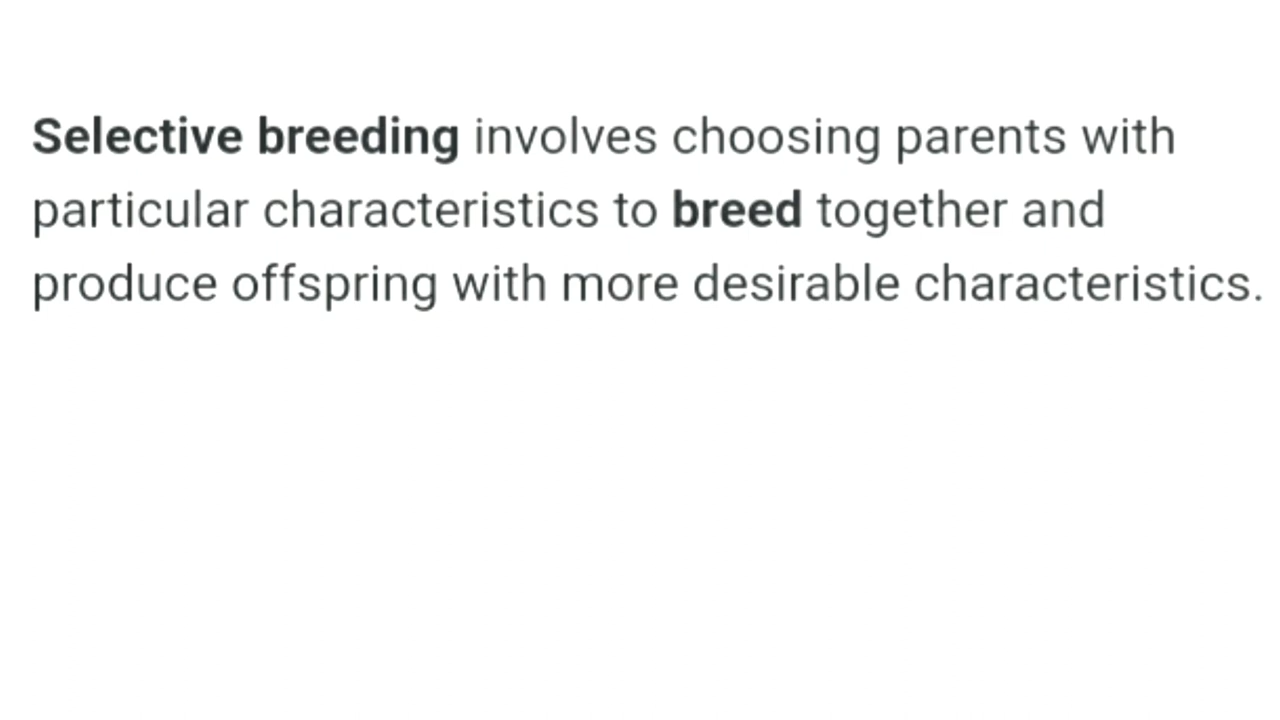 Selective breeding involves choosing parents with
particular characteristics to breed together and
produce offspring with more desirable characteristics.